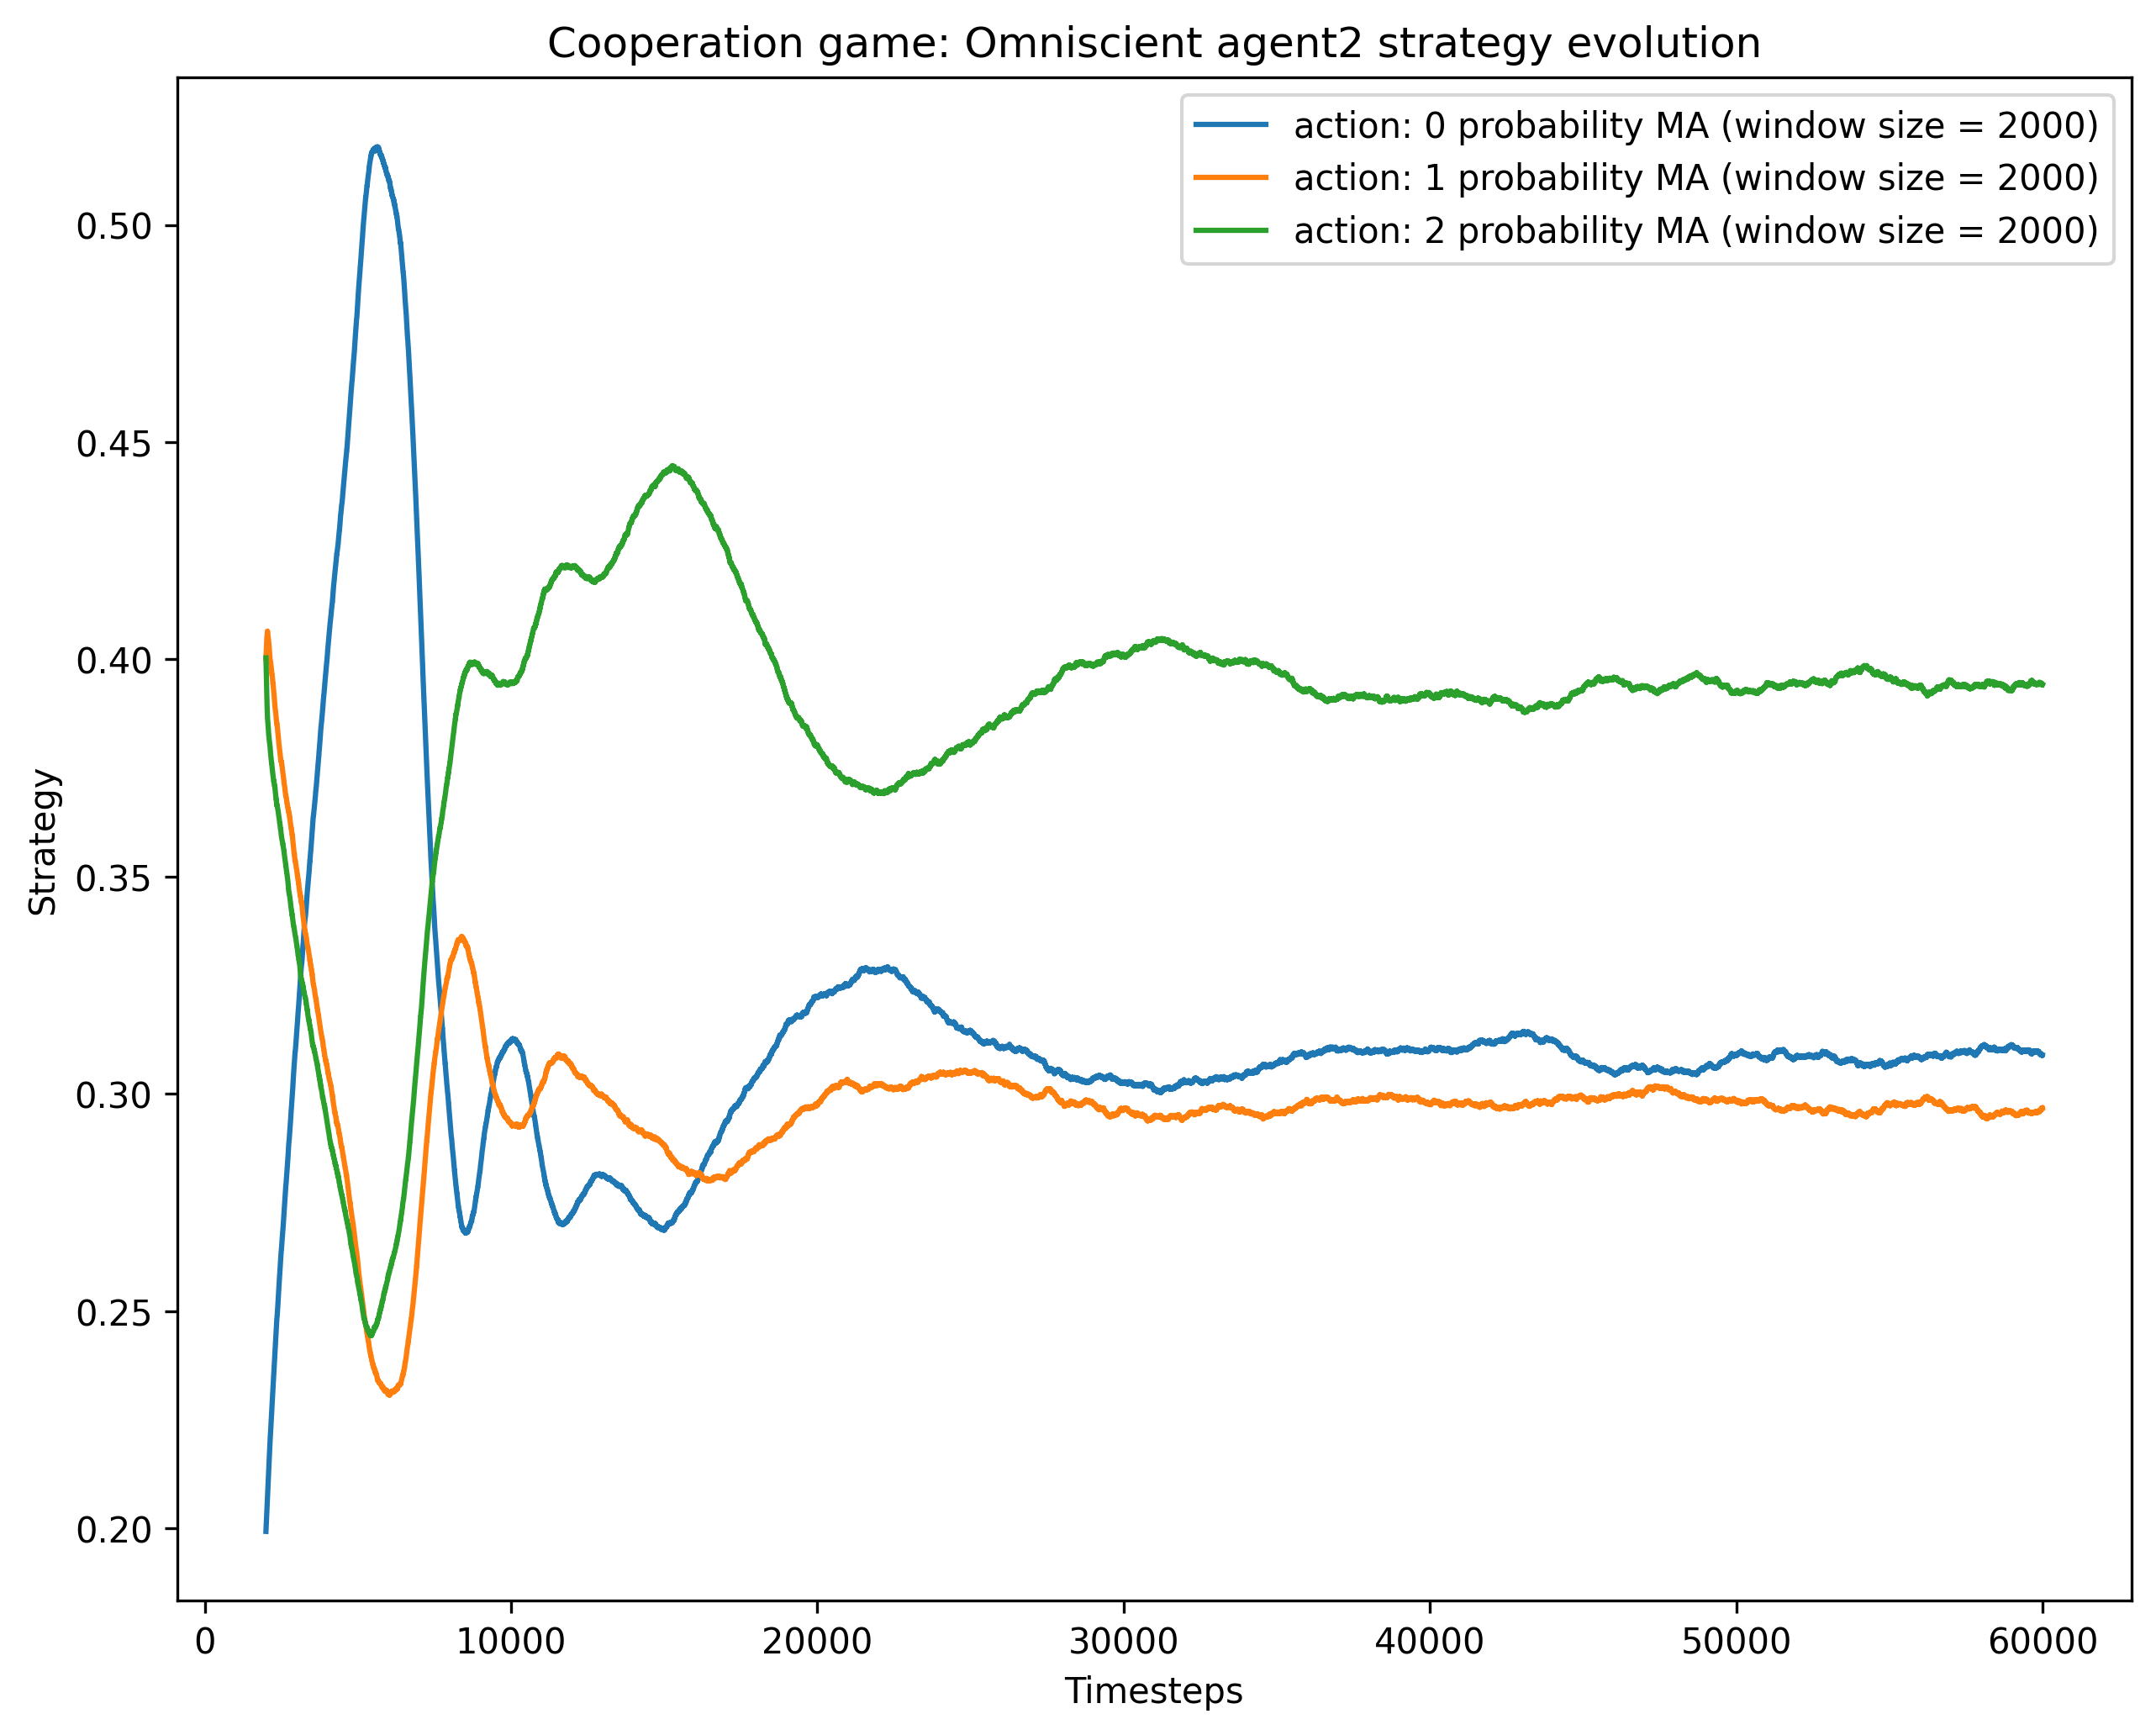 Cooperation game: Omniscient agent2 strategy evolution
action: 0 probability MA (window size = 2000)
action: 1 probability MA (window size = 2000)
action: 2 probability MA (window size = 2000)
Strategy
0.50
0.45
0.40
0.35
0.30
0.25
0.20
0 10000 20000 30000 40000 50000 60000
Timesteps